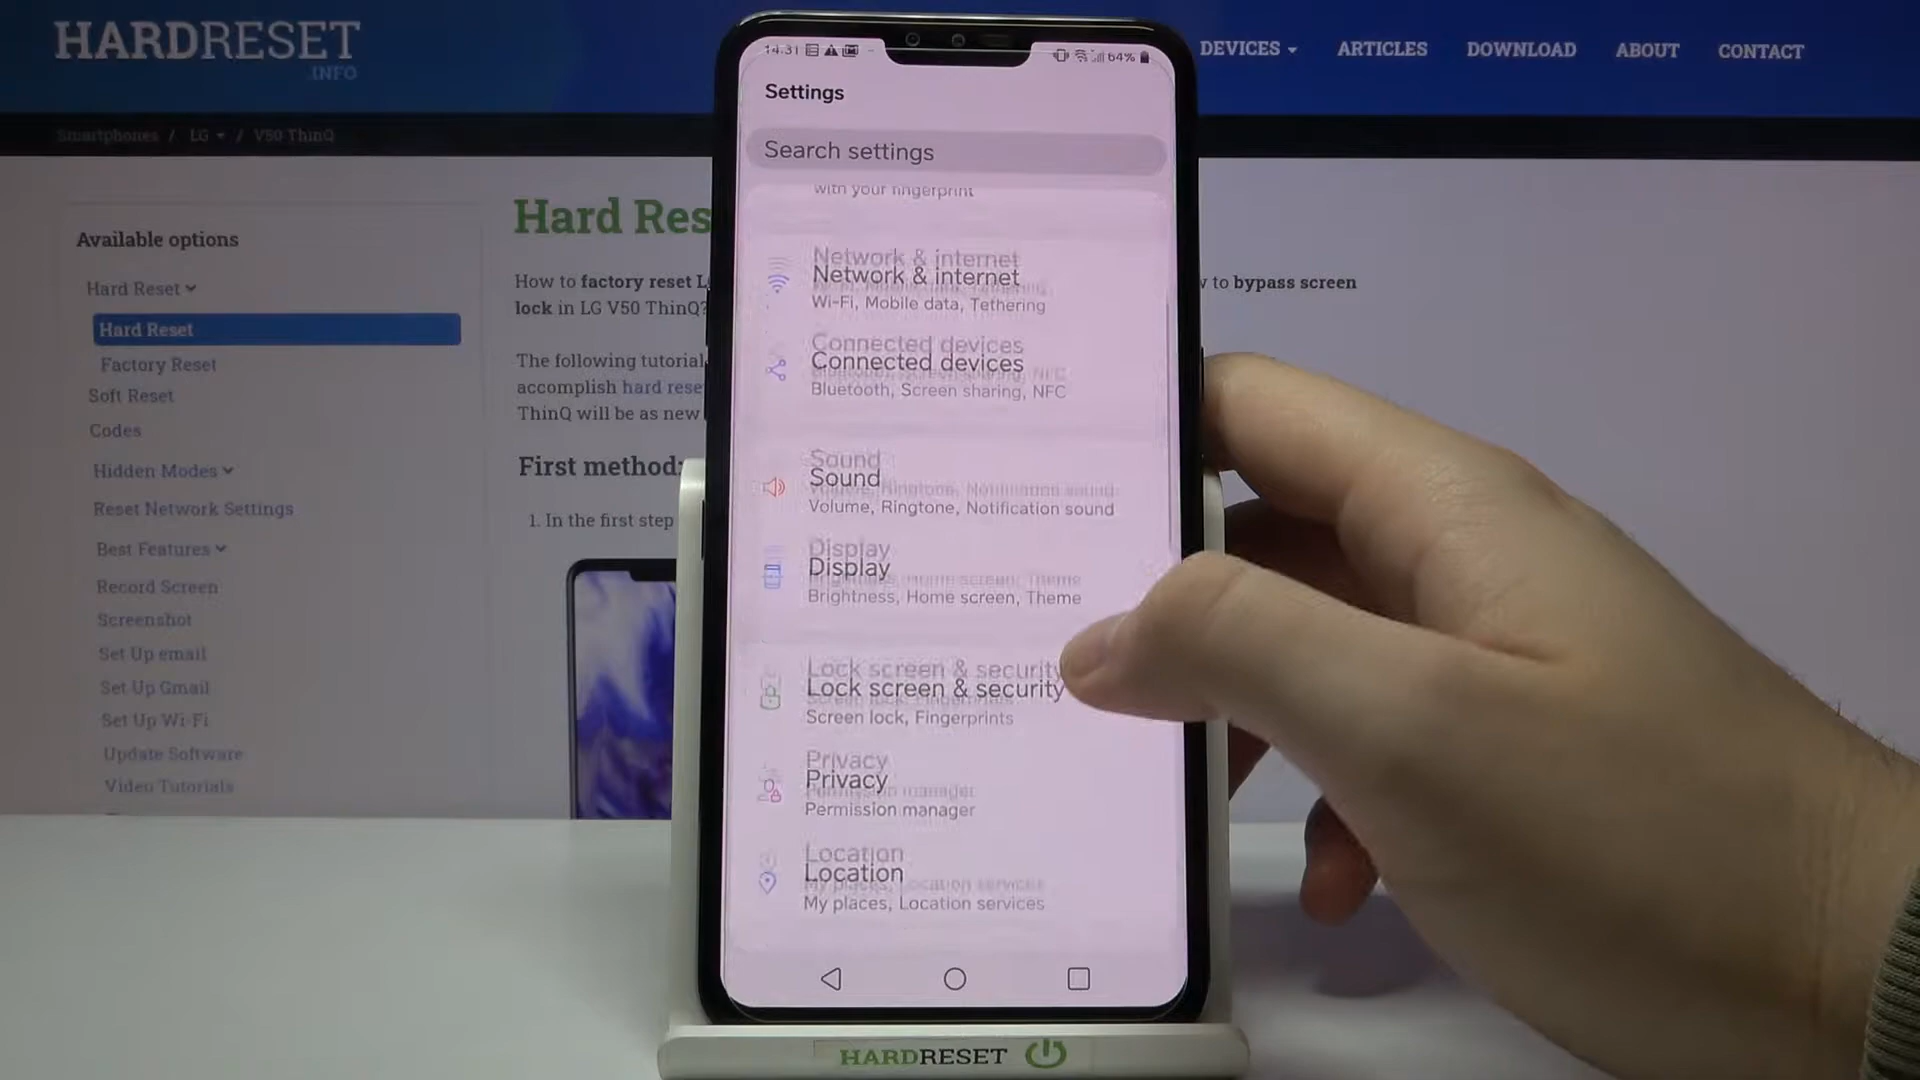 HARDRESET
.INFO
DEVICES
ARTICLES
DOWNLOAD
ABOUT
CONTACT
Smartphones / LG / V50 ThinQ
Available options
Hard Reset
Hard Reset
Factory Reset
Soft Reset
Codes
Hidden Modes
Reset Network Settings
Best Features
Record Screen
Screenshot
Set Up email
Set Up Gmail
Set Up Wi-Fi
Update Software
Video Tutorials
Hard Res
How to factory reset L
to bypass screen
lock in LG V50 ThinQ?
The following tutorial
accomplish hard rese
ThinQ will be as new
First method:
1. In the first step
14:31
64%
Settings
Search settings
with your fingerprint
Network & internet
Wi-Fi, Mobile data, Tethering
Connected devices
Bluetooth, Screen sharing, NFC
Sound
Volume, Ringtone, Notification sound
Display
Brightness, Home screen, Theme
Lock screen & security
Screen lock, Fingerprints
Privacy
Permission manager
Location
My places, Location services
HARDRESET